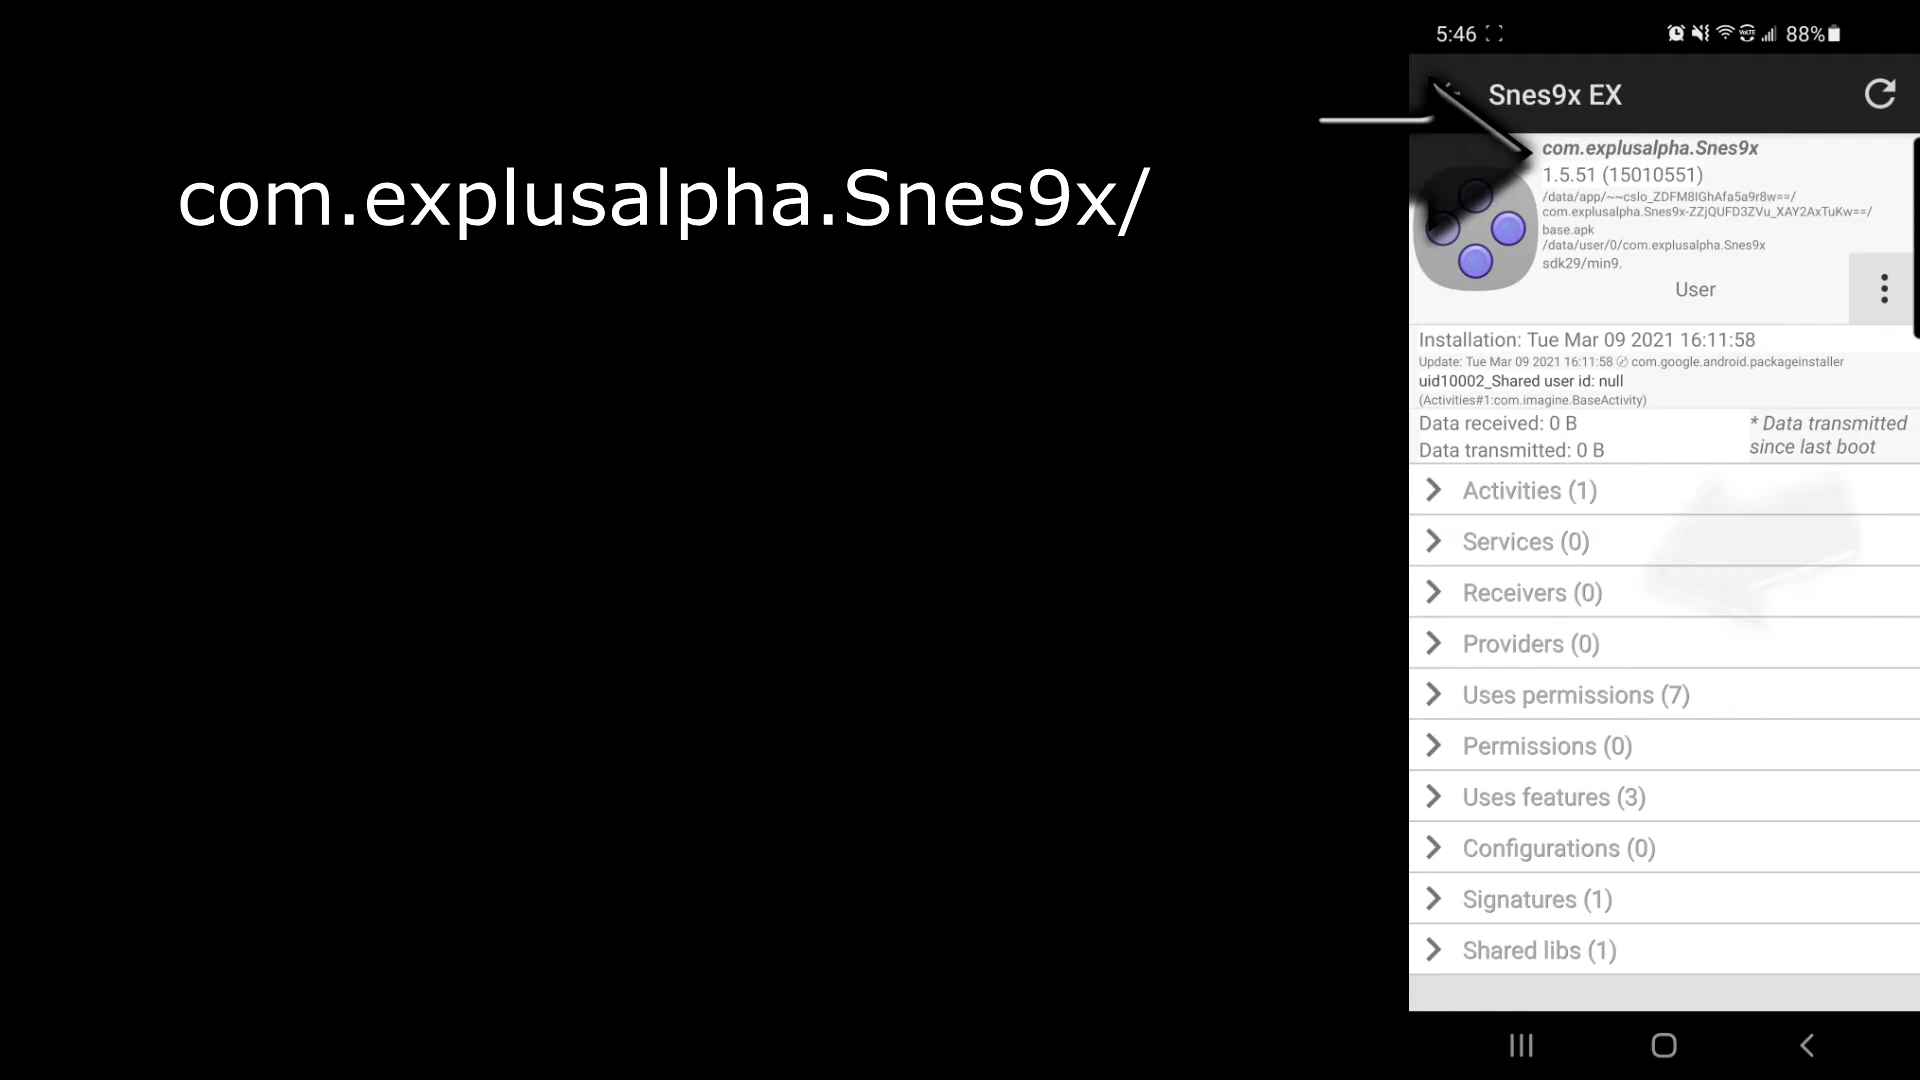 com.explusalpha.Snes9x/
5:46
88%
Snes9x EX
com.explusalpha.Snes9x
1.5.51 (15010551)
/data/app/~~cslo_ZDFM8IGhAfa5a9r8w==/
com.explusalpha.Snes9x-ZZjQUFD3ZVu_XAY2AxTuKw==/
base.apk
/data/user/0/com.explusalpha.Snes9x
sdk29/min9.
User
Installation: Tue Mar 09 2021 16:11:58
Update: Tue Mar 09 2021 16:11:58 com.google.android.packageinstaller
uid10002_Shared user id: null
(Activities#1:com.imagine.BaseActivity)
Data received: 0 B
Data transmitted: 0 B
* Data transmitted
since last boot
Activities (1)
Services (0)
Receivers (0)
Providers (0)
Uses permissions (7)
Permissions (0)
Uses features (3)
Configurations (0)
Signatures (1)
Shared libs (1)